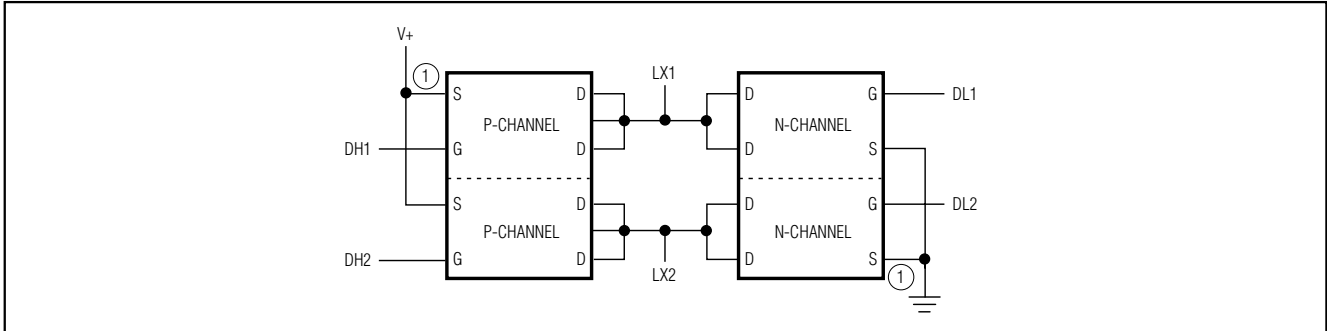 V+
1
LX1
S D D G DL1
P-CHANNEL N-CHANNEL
DH1 G D D S
S D D G DL2
P-CHANNEL N-CHANNEL
DH2 G D D S
LX2
1